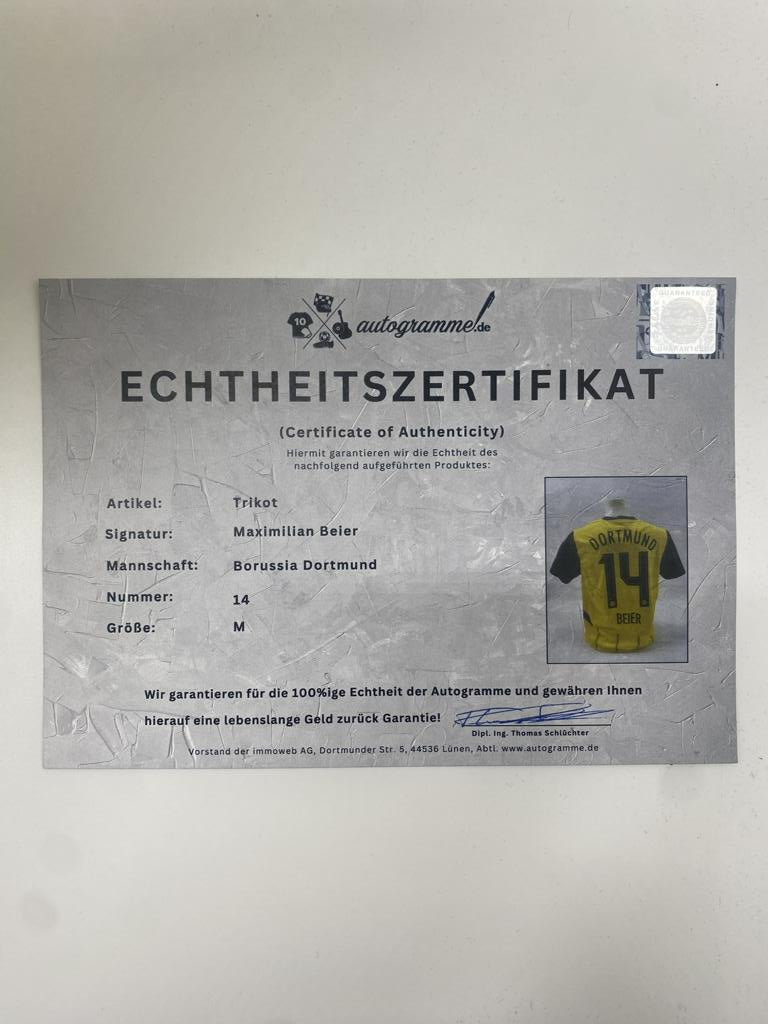 10
autogramme.de
GUARANTEED
ECHTHEITSZERTIFIKAT
(Certificate of Authenticity)
Hiermit garantieren wir die Echtheit des
nachfolgend aufgeführten Produktes:
Artikel: Trikot
Signatur: Maximilian Beier
Mannschaft: Borussia Dortmund
Nummer: 14
Größe: M
DORTMUND
14
BEIER
Wir garantieren für die 100%ige Echtheit der Autogramme und gewähren Ihnen
hierauf eine lebenslange Geld zurück Garantie!
Dipl. Ing. Thomas Schlüchter
Vorstand der immoweb AG, Dortmunder Str. 5, 44536 Lünen, Abtl. www.autogramme.de